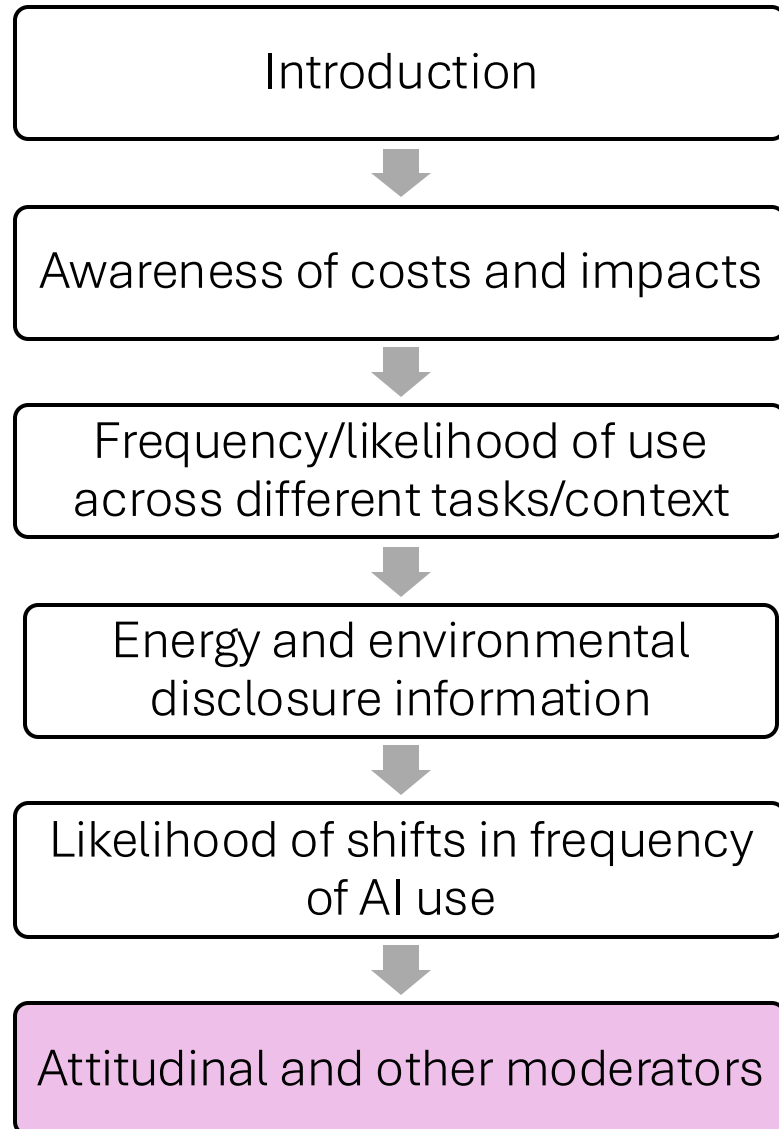 Introduction
Awareness of costs and impacts
Frequency/likelihood of use
across different tasks/context
Energy and environmental
disclosure information
Likelihood of shifts in frequency
of AI use
Attitudinal and other moderators